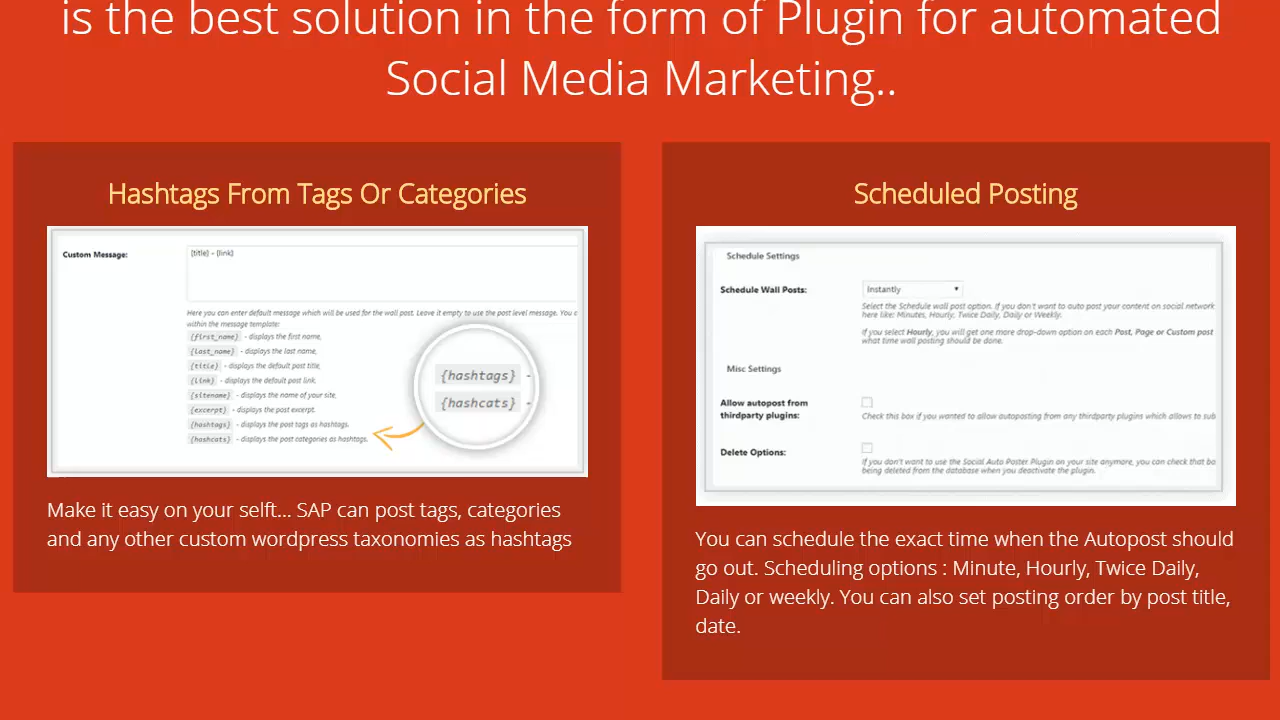 is the best solution in the form of Plugin for automated
Social Media Marketing..
Hashtags From Tags Or Categories
Custom Message:
{title} - {link}
Here you can enter default message which will be used for the wall post. Leave it empty to use the post level message. You c
within the message template:
{first_name} - displays the first name,
{last_name} - displays the last name,
{title} - displays the default post title,
{link} - displays the default post link,
{sitename} - displays the name of your site,
{excerpt} - displays the post excerpt.
{hashtags} - displays the post tags as hashtags.
{hashcats} - displays the post categories as hashtags.
{hashtags} -
{hashcats} -
Make it easy on your selft... SAP can post tags, categories
and any other custom wordpress taxonomies as hashtags
Scheduled Posting
Schedule Settings
Schedule Wall Posts:
Instantly
Select the Schedule wall post option. If you don't want to auto post your content on social network
here like: Minutes, Hourly, Twice Daily, Daily or Weekly.
If you select Hourly, you will get one more drop-down option on each Post, Page or Custom post
what time wall posting should be done.
Misc Settings
Allow autopost from
thirdparty plugins:
Check this box if you wanted to allow autoposting from any thirdparty plugins which allows to sub
Delete Options:
If you don't want to use the Social Auto Poster Plugin on your site anymore, you can check that bo
being deleted from the database when you deactivate the plugin.
You can schedule the exact time when the Autopost should
go out. Scheduling options : Minute, Hourly, Twice Daily,
Daily or weekly. You can also set posting order by post title,
date.